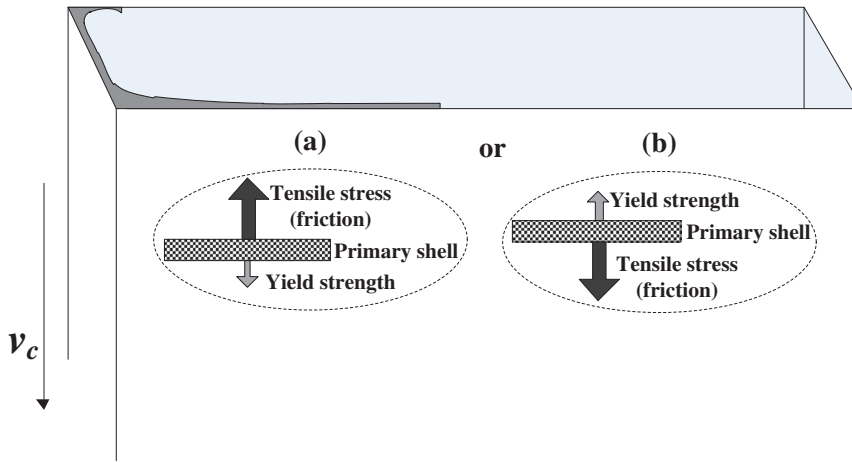 (a)
or
(b)
Tensile stress
(friction)
Primary shell
Yield strength
Yield strength
Primary shell
Tensile stress
(friction)
v_c